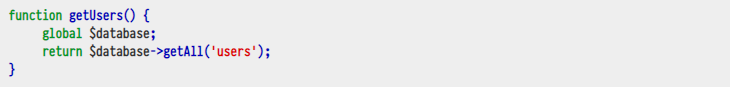 function getUsers() {
    global $database;
    return $database->getAll('users');
}